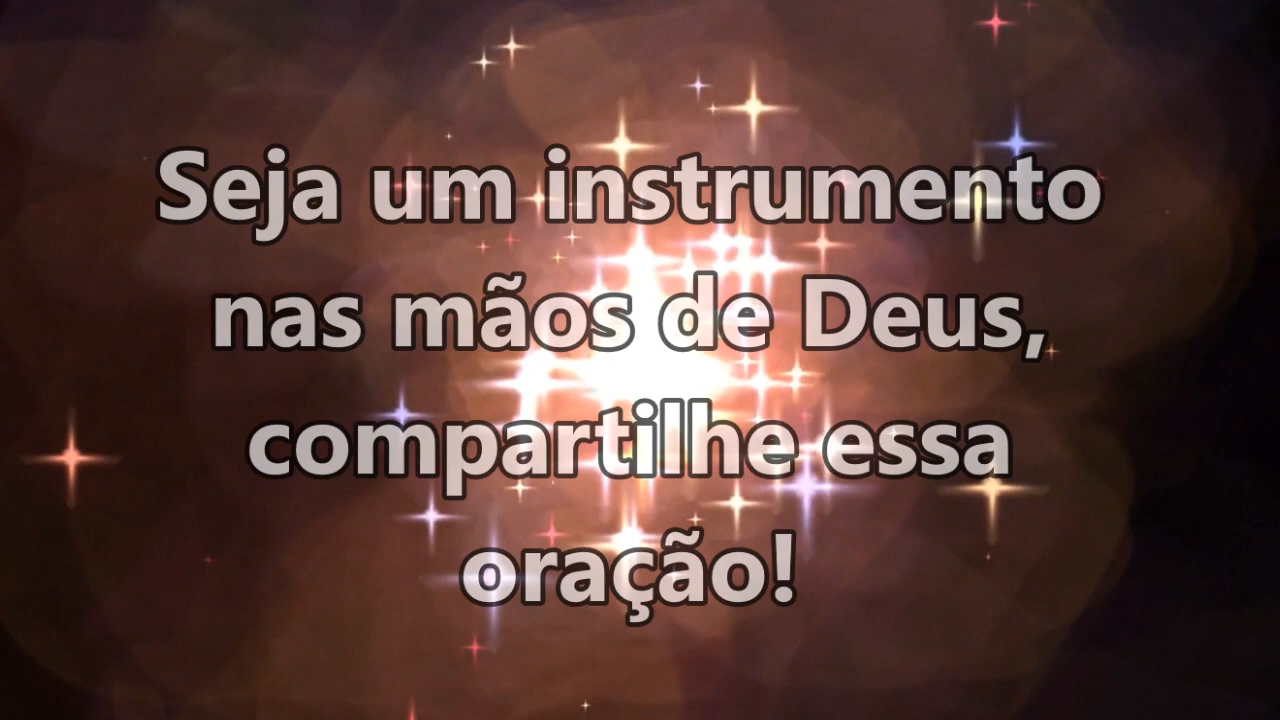 Seja um instrumento
nas mãos de Deus,
compartilhe essa
oração!